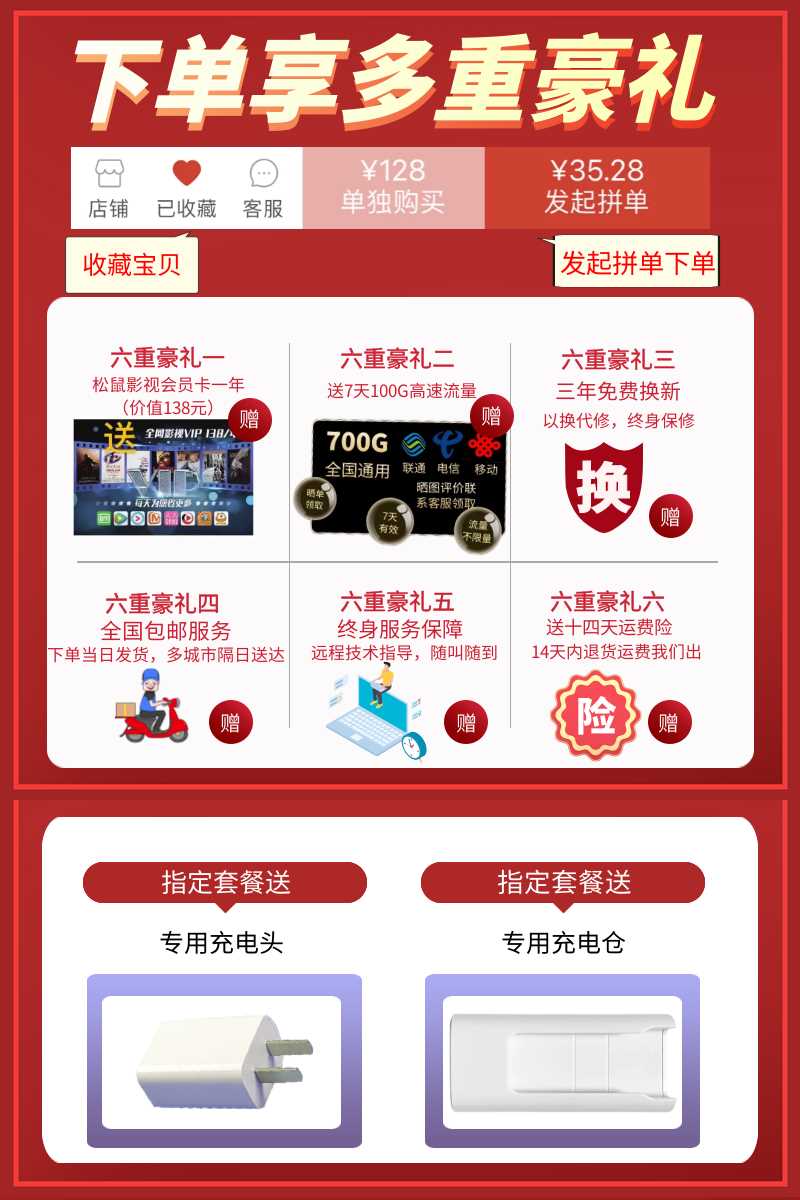 下单享多重豪礼
店铺
已收藏
客服
¥128
单独购买
¥35.28
发起拼单
收藏宝贝
发起拼单下单
六重豪礼一
松鼠影视会员卡一年
（价值138元）
赠
送
全网影视VIP 138/
VIP
每天为您省更多
六重豪礼二
送7天100G高速流量
赠
700G
全国通用
联通
电信
移动
晒图评价联
系客服领取
晒单
领取
7天
有效
流量
不限量
六重豪礼三
三年免费换新
以换代修，终身保修
换
赠
六重豪礼四
全国包邮服务
下单当日发货，多城市隔日送达
赠
六重豪礼五
终身服务保障
远程技术指导，随叫随到
赠
六重豪礼六
送十四天运费险
14天内退货运费我们出
险
赠
指定套餐送
专用充电头
指定套餐送
专用充电仓